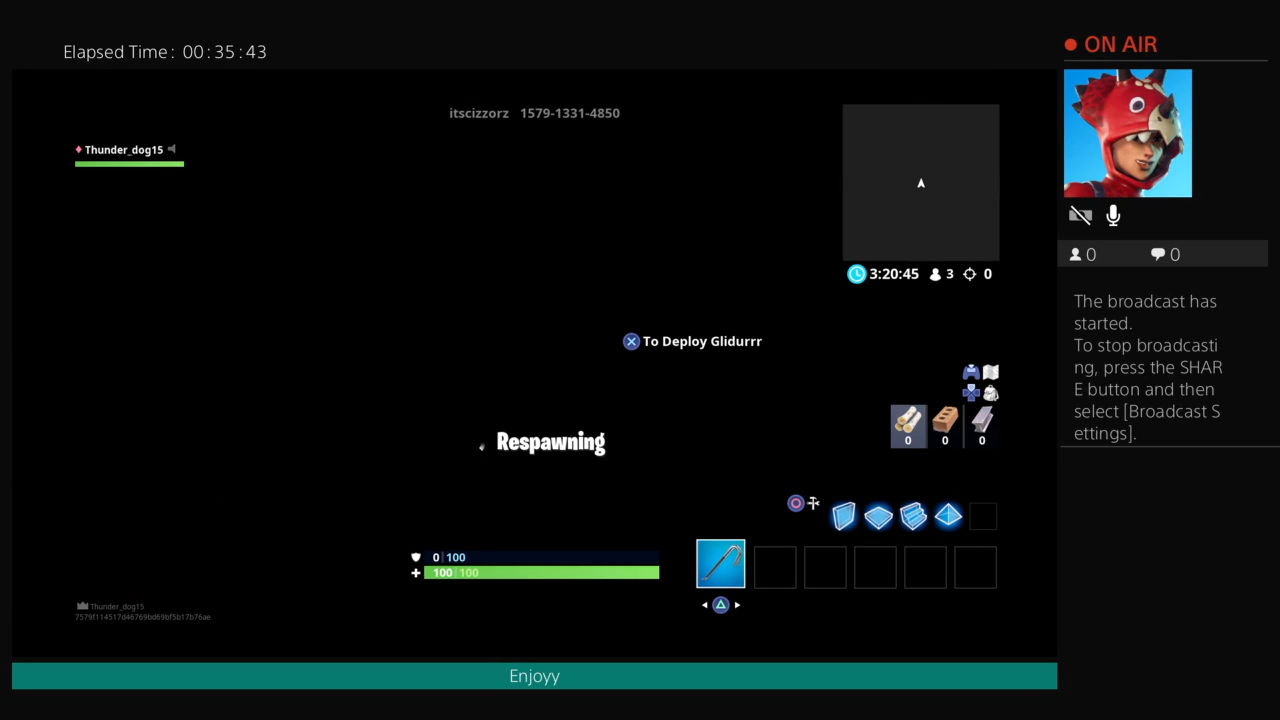 Elapsed Time: 00:35:43
ON AIR
itscizzorz 1579-1331-4850
Thunder_dog15
3:20:45 3 0
0 0
The broadcast has
started.
To stop broadcasti
ng, press the SHAR
E button and then
select [Broadcast S
ettings].
To Deploy Glidurrr
0 0 0
Respawning
0 100
100 100
Thunder_dog15
7579f114517d46769bd69bf5b17b76ae
Enjoyy